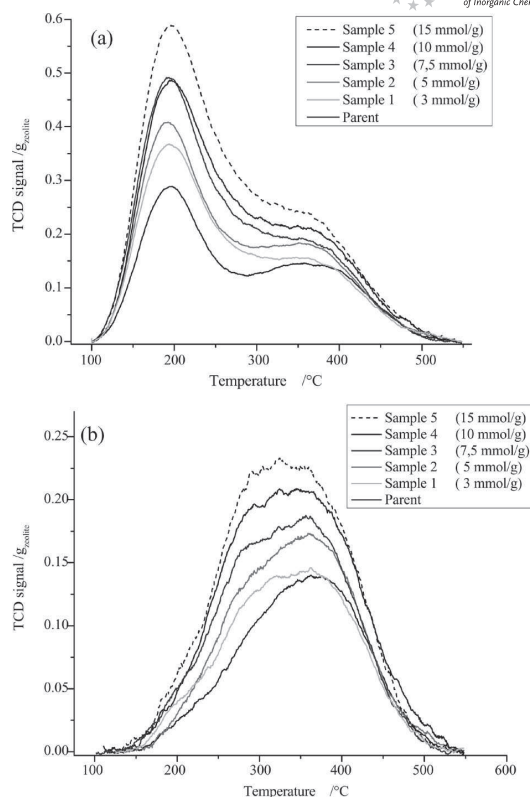 of Inorganic Che
(a)
Sample 5 (15 mmol/g)
Sample 4 (10 mmol/g)
Sample 3 (7,5 mmol/g)
Sample 2 ( 5 mmol/g)
Sample 1 ( 3 mmol/g)
Parent
TCD signal /gzeolite
0.6
0.5
0.4
0.3
0.2
0.1
0.0
100 200 300 400 500
Temperature /°C
(b)
Sample 5 (15 mmol/g)
Sample 4 (10 mmol/g)
Sample 3 (7,5 mmol/g)
Sample 2 ( 5 mmol/g)
Sample 1 ( 3 mmol/g)
Parent
TCD signal /gzeolite
0.25
0.20
0.15
0.10
0.05
0.00
100 200 300 400 500 600
Temperature /°C